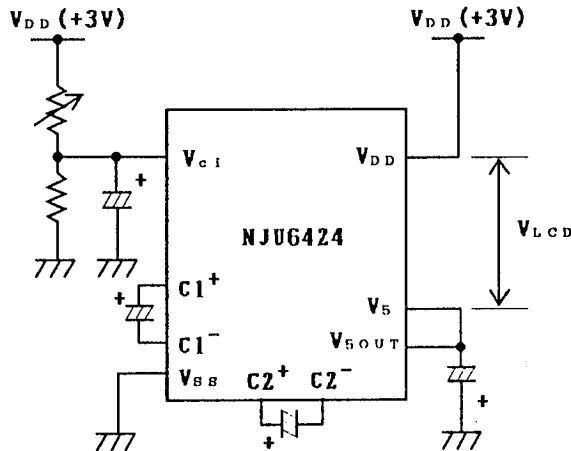 VDD(+3V)
VDD(+3V)
+
Vci
VDD
NJU6424
VLCD
C1+
+
C1-
V5
V5OUT
VSS
C2+
C2-
+
+